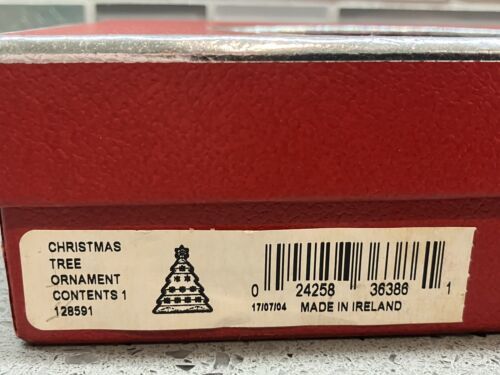 CHRISTMAS
TREE
ORNAMENT
CONTENTS 1
128591
0 24258 36386 1
17/07/04 MADE IN IRELAND